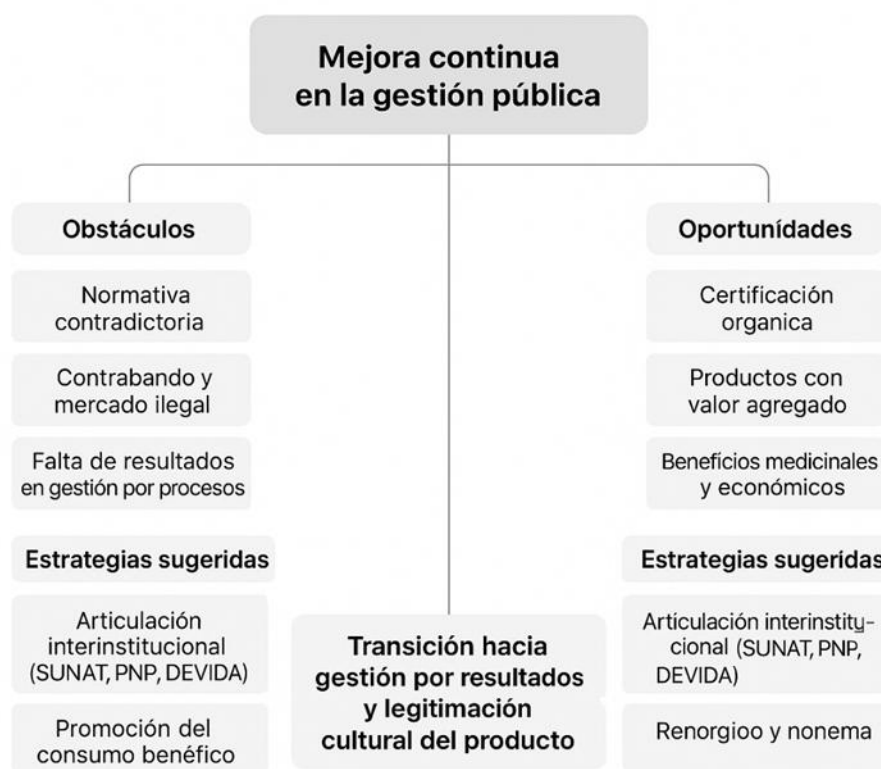 Mejora continua
en la gestión pública
Obstáculos
Normativa
contradictoria
Contrabando y
mercado ilegal
Falta de resultados
en gestión por procesos
Estrategias sugeridas
Articulación
interinstitucional
(SUNAT, PNP, DEVIDA)
Promoción del
consumo benéfico
Transición hacia
gestión por resultados
y legitimación
cultural del producto
Oportunídades
Certificación
organica
Productos con
valor agregado
Benefícios medicinales
y económicos
Estrategias sugerídas
Artículación interinstitų-
cional (SUNAT, PNP,
DEVIDA)
Renorgioo y nonema